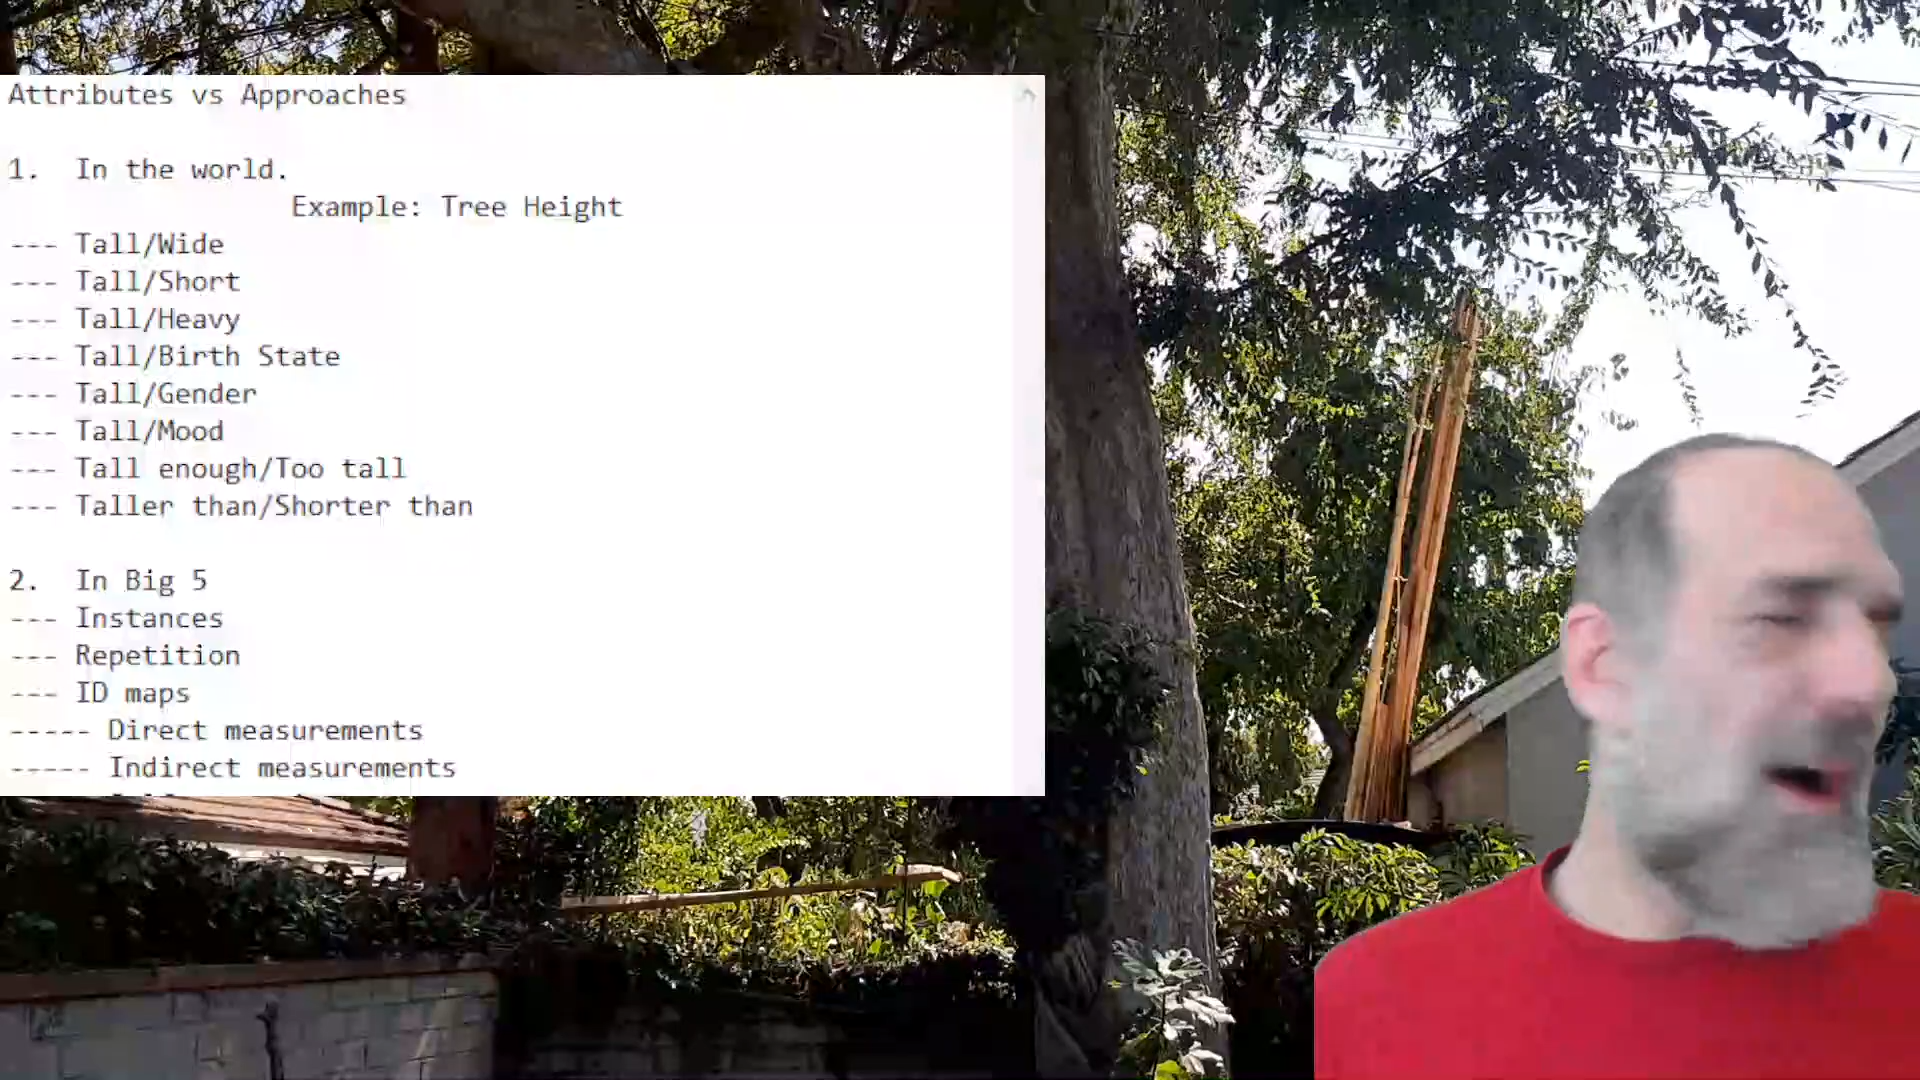 Attributes vs Approaches
1. In the world.
Example: Tree Height
--- Tall/Wide
--- Tall/Short
--- Tall/Heavy
--- Tall/Birth State
--- Tall/Gender
--- Tall/Mood
--- Tall enough/Too tall
--- Taller than/Shorter than
2. In Big 5
--- Instances
--- Repetition
--- ID maps
----- Direct measurements
----- Indirect measurements